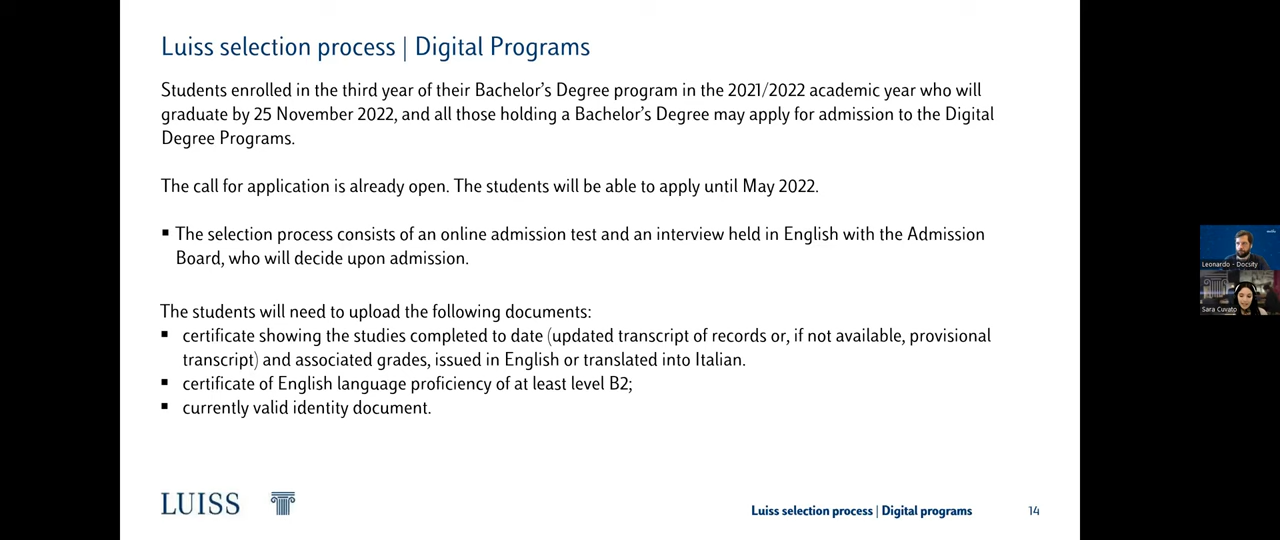 Luiss selection process | Digital Programs
Students enrolled in the third year of their Bachelor’s Degree program in the 2021/2022 academic year who will
graduate by 25 November 2022, and all those holding a Bachelor’s Degree may apply for admission to the Digital
Degree Programs.
The call for application is already open. The students will be able to apply until May 2022.
▪ The selection process consists of an online admission test and an interview held in English with the Admission
Board, who will decide upon admission.
The students will need to upload the following documents:
▪ certificate showing the studies completed to date (updated transcript of records or, if not available, provisional
transcript) and associated grades, issued in English or translated into Italian.
▪ certificate of English language proficiency of at least level B2;
▪ currently valid identity document.
LUISS
Luiss selection process | Digital programs
14
Leonardo - Docsity
Sara Cuvato